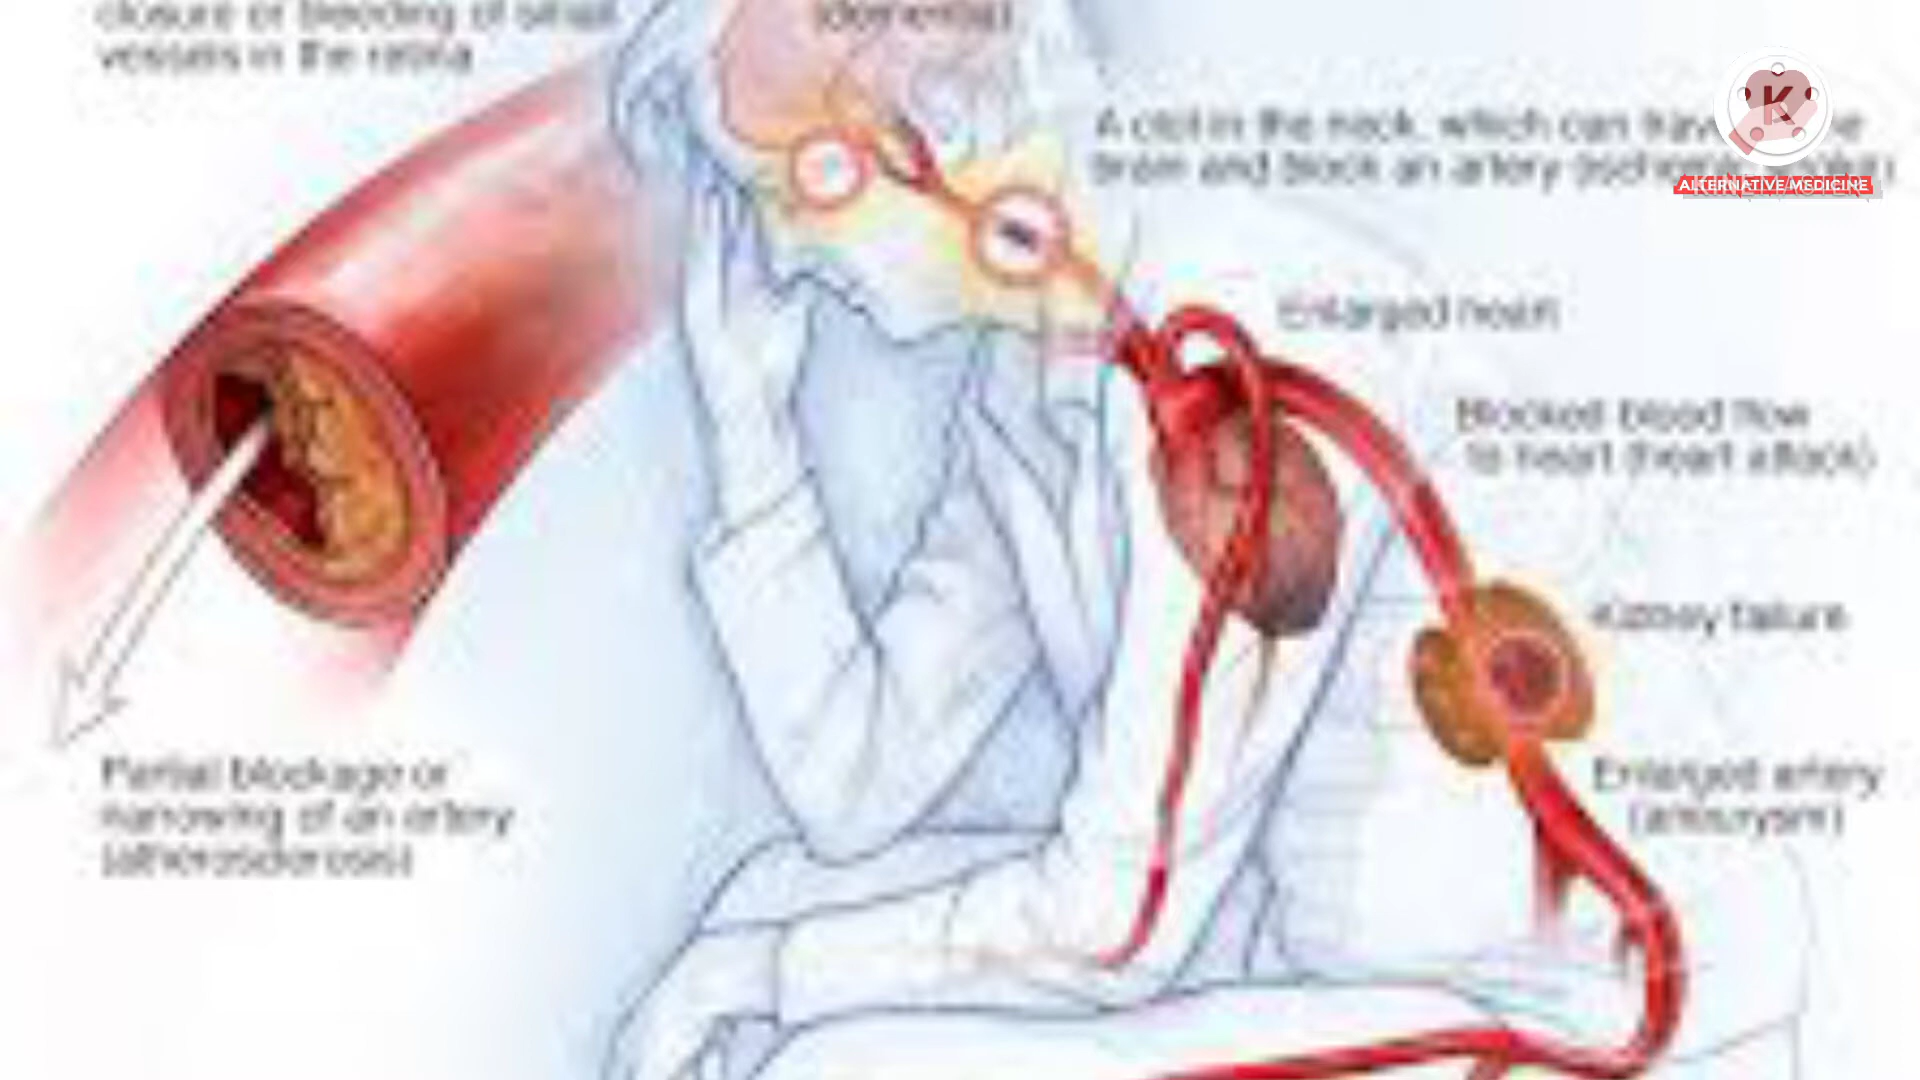 closure or bleeding of small
vessels in the retina
(dementia)
A clot in the neck, which can
brain and block an artery
K
ALTERNATIVE MEDICINE
Enlarged heart
Blocked blood flow
to heart (heart attack)
Kidney failure
Enlarged artery
(aneurysm)
Partial blockage or
narrowing of an artery
(atherosclerosis)